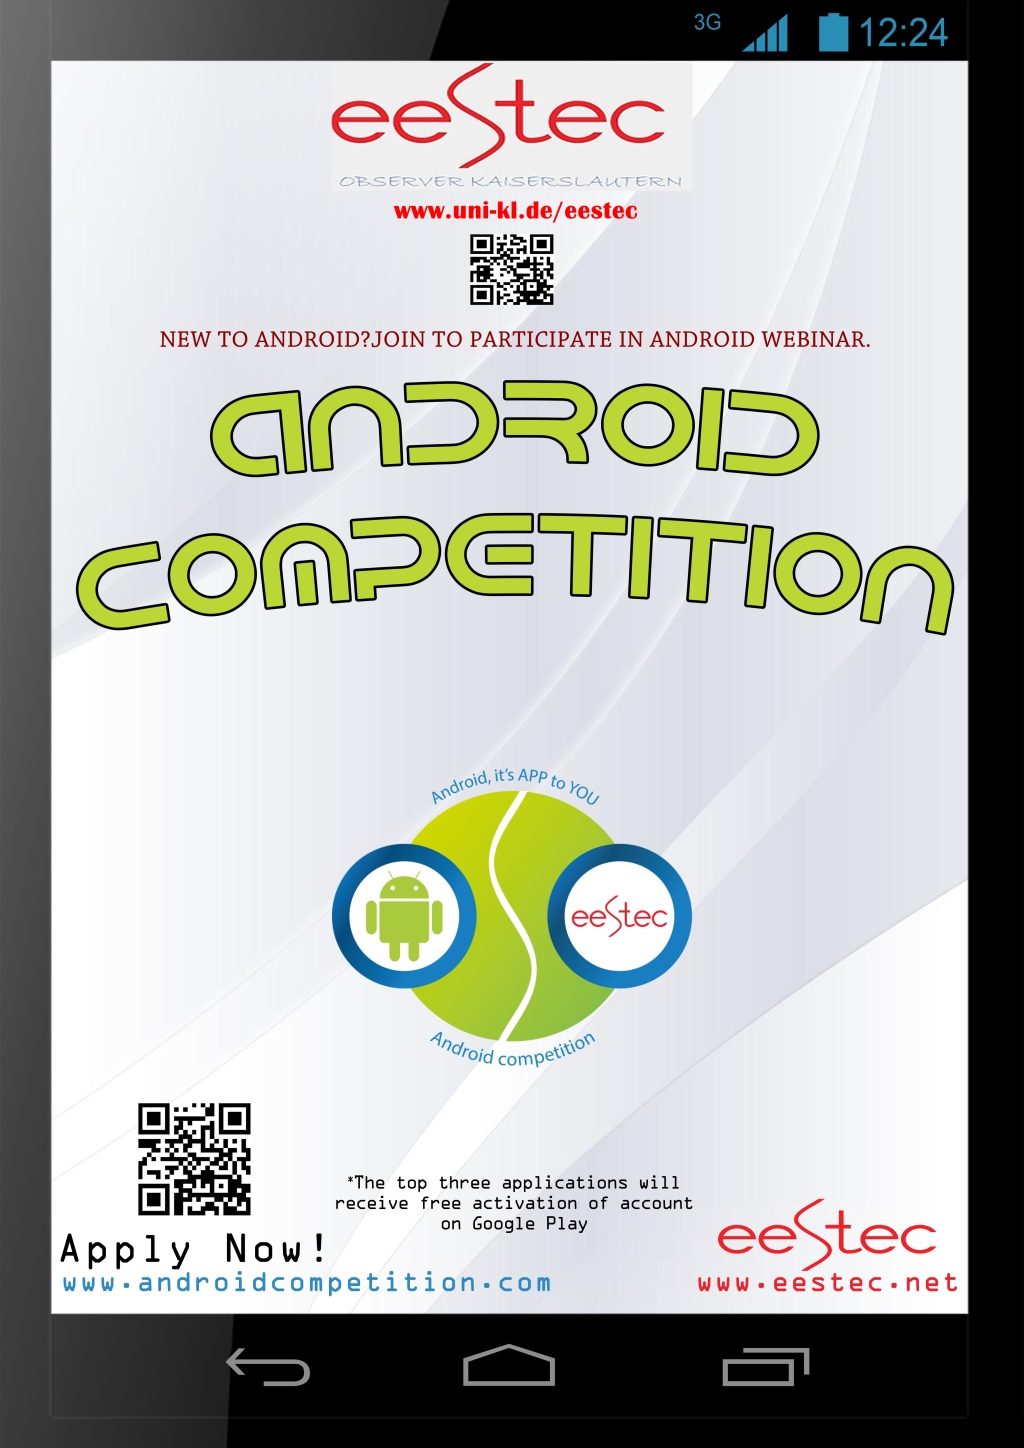 3G 12:24
eeStec
OBSERVER KAISERSLAUTERN
www.uni-kl.de/eestec
NEW TO ANDROID?JOIN TO PARTICIPATE IN ANDROID WEBINAR.
ANDROID
COMPETITION
Android, it's APP to YOU
eeStec
Android competition
*The top three applications will
receive free activation of account
on Google Play
Apply Now!
www.androidcompetition.com
eeStec
www.eestec.net